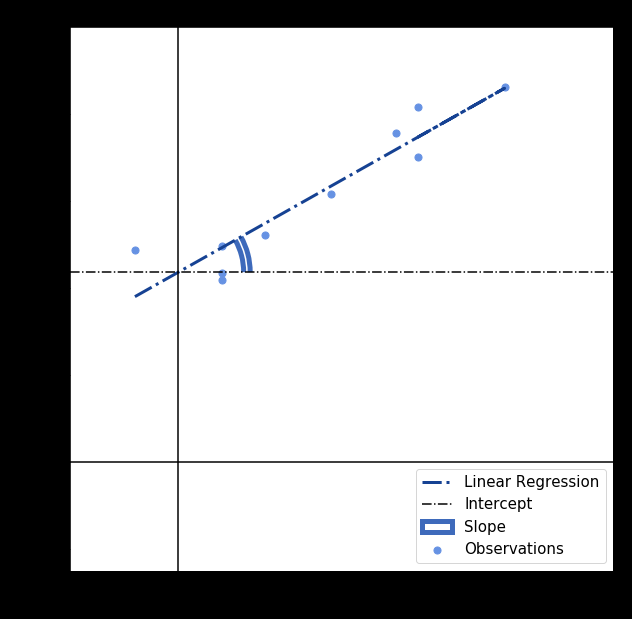 Linear Regression
Intercept
Slope
Observations